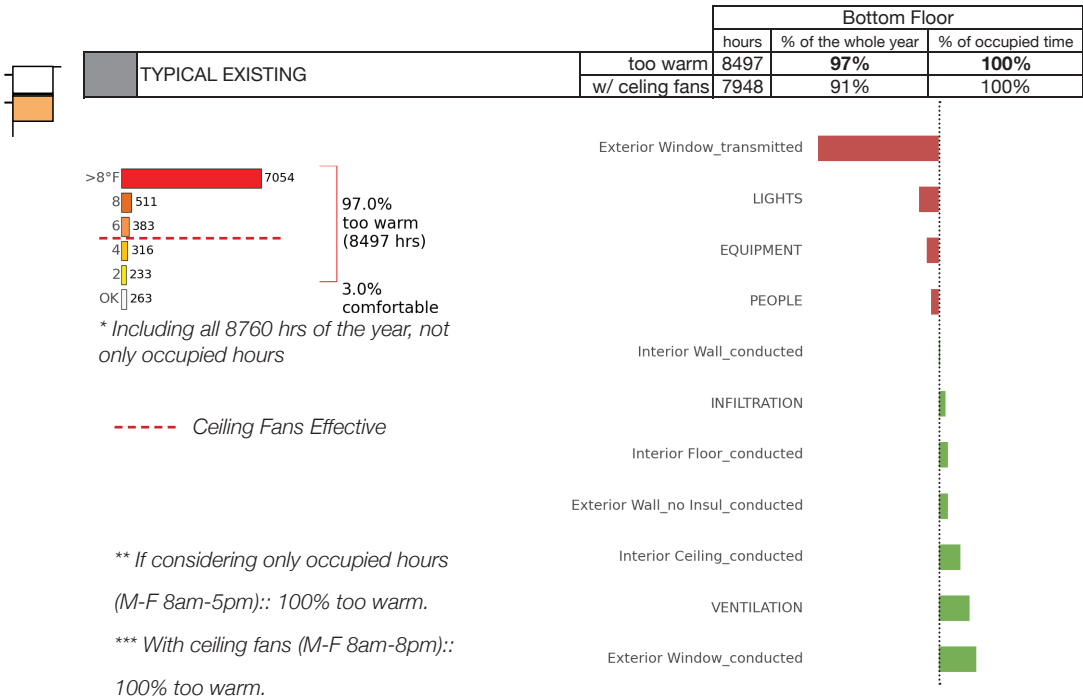 Bottom Floor
hours % of the whole year % of occupied time
TYPICAL EXISTING too warm 8497 97% 100%
w/ celing fans 7948 91% 100%
>8°F 7054
8 511
6 383
4 316
2 233
OK 263
97.0%
too warm
(8497 hrs)
3.0%
comfortable
* Including all 8760 hrs of the year, not
only occupied hours
Ceiling Fans Effective
** If considering only occupied hours
(M-F 8am-5pm):: 100% too warm.
*** With ceiling fans (M-F 8am-8pm)::
100% too warm.
Exterior Window_transmitted
LIGHTS
EQUIPMENT
PEOPLE
Interior Wall_conducted
INFILTRATION
Interior Floor_conducted
Exterior Wall_no Insul_conducted
Interior Ceiling_conducted
VENTILATION
Exterior Window_conducted